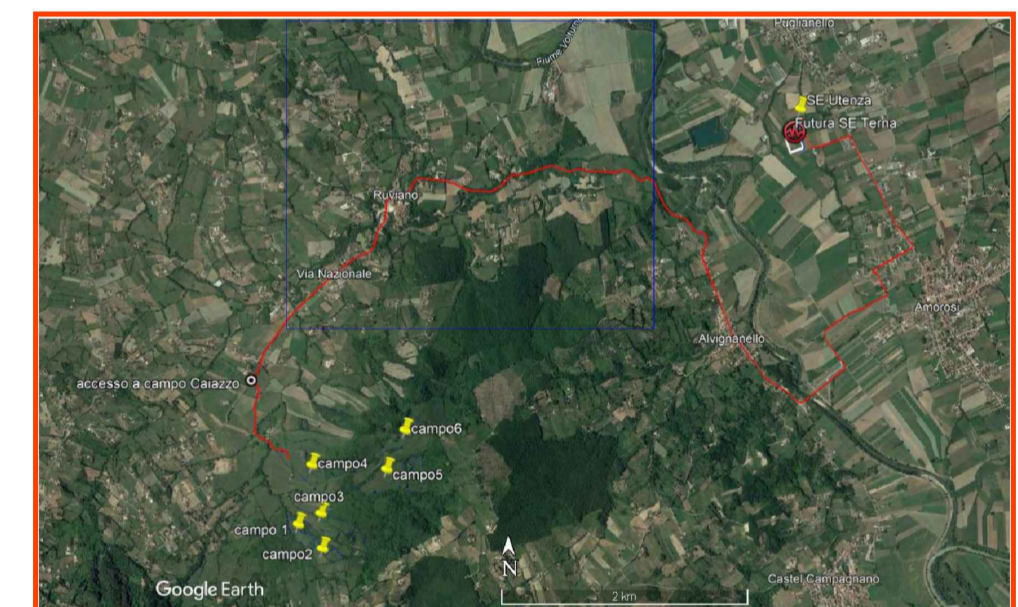 Puglianello
Fiume Volturno
SE Utenza
Futura SE Terna
Ruviano
Via Nazionale
Amorosi
Alvignanello
accesso a campo Caiazzo
campo6
campo4
campo5
campo3
campo 1
campo2
N
Castel Campagnano
Google Earth
2 km